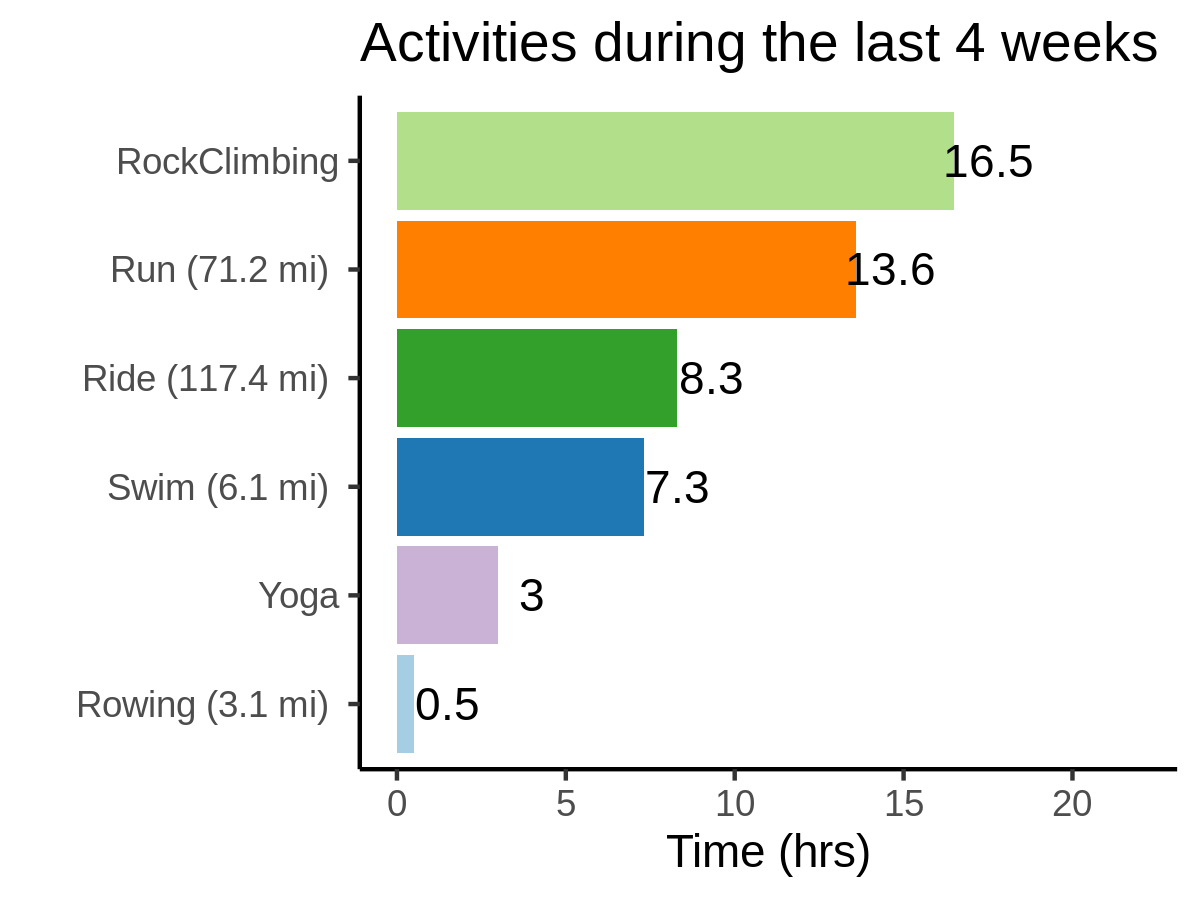 Activities during the last 4 weeks
RockClimbing 16.5
Run (71.2 mi) 13.6
Ride (117.4 mi) 8.3
Swim (6.1 mi) 7.3
Yoga 3
Rowing (3.1 mi) 0.5
0 5 10 15 20
Time (hrs)